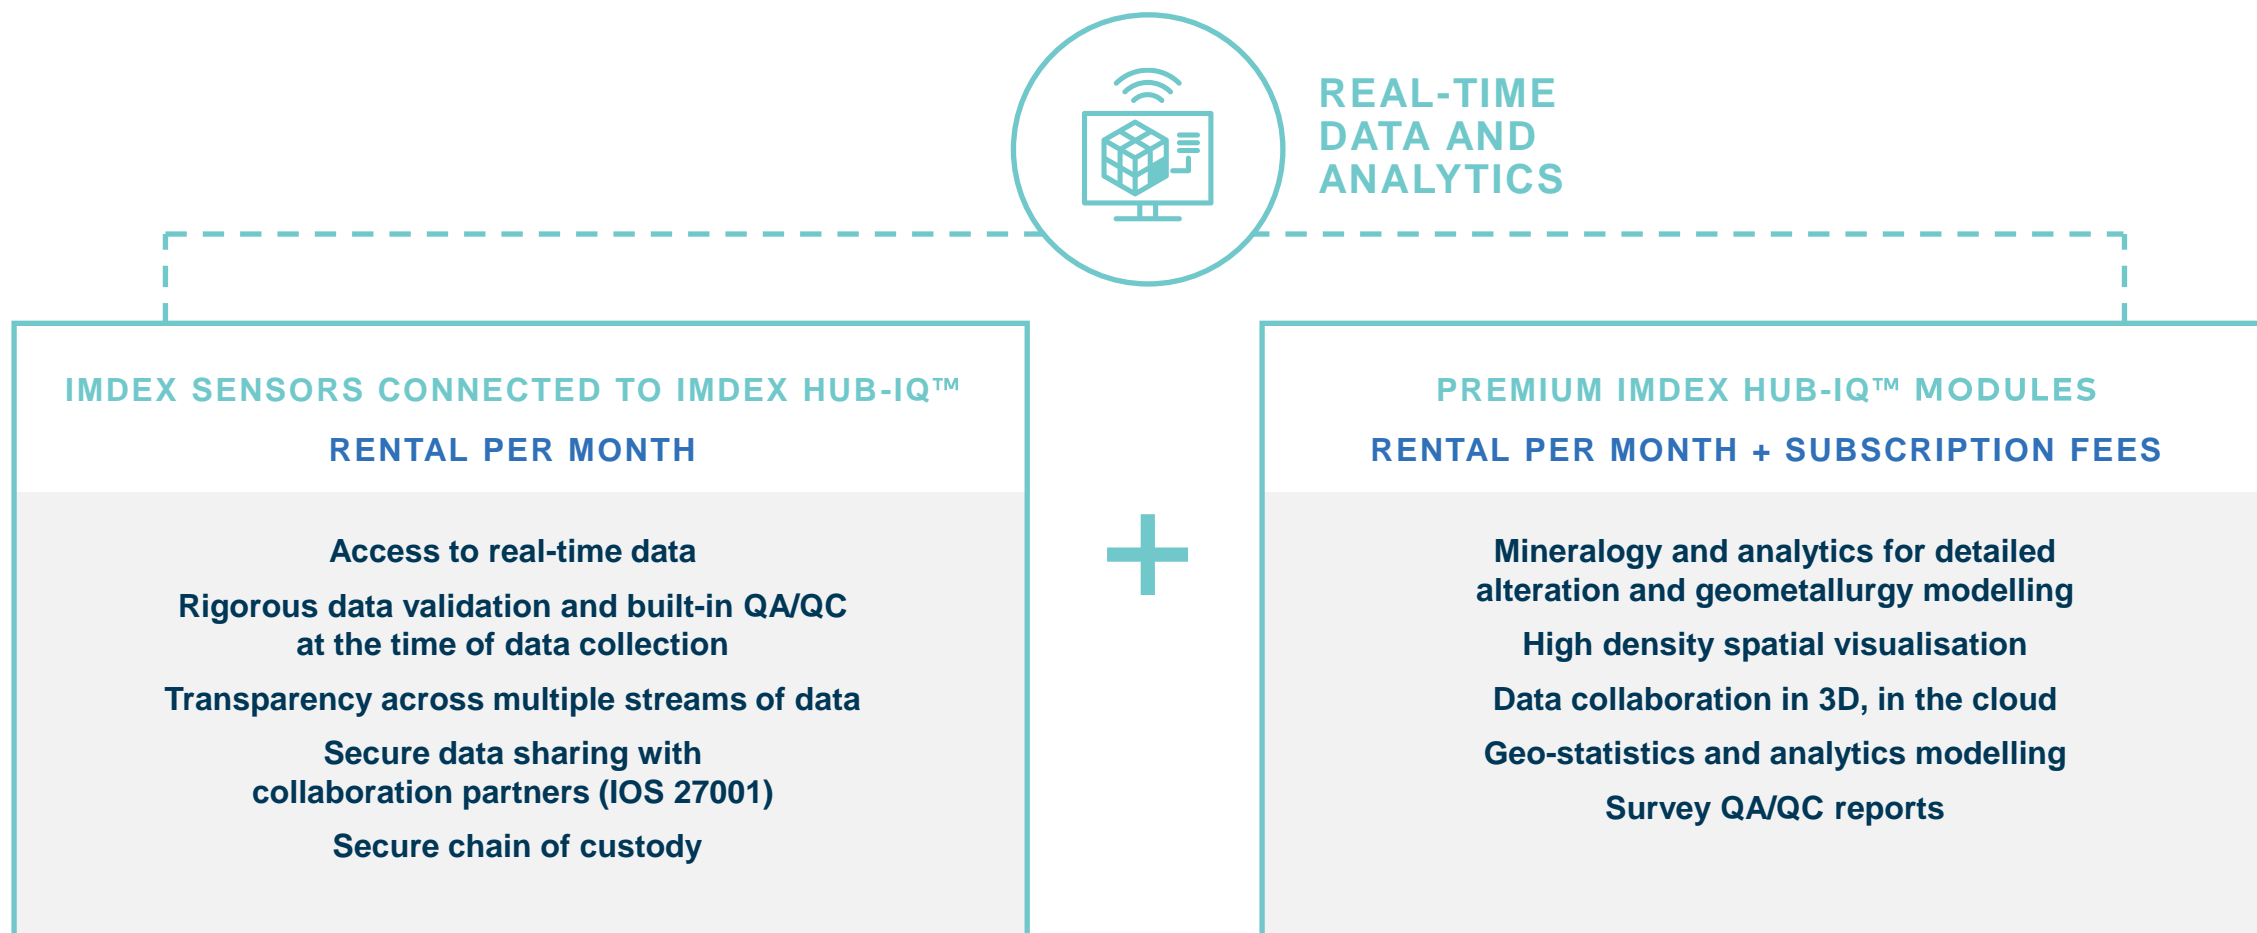 REAL-TIME
DATA AND
ANALYTICS
IMDEX SENSORS CONNECTED TO IMDEX HUB-IQ™
RENTAL PER MONTH
Access to real-time data
Rigorous data validation and built-in QA/QC
at the time of data collection
Transparency across multiple streams of data
Secure data sharing with
collaboration partners (IOS 27001)
Secure chain of custody
+
PREMIUM IMDEX HUB-IQ™ MODULES
RENTAL PER MONTH + SUBSCRIPTION FEES
Mineralogy and analytics for detailed
alteration and geometallurgy modelling
High density spatial visualisation
Data collaboration in 3D, in the cloud
Geo-statistics and analytics modelling
Survey QA/QC reports